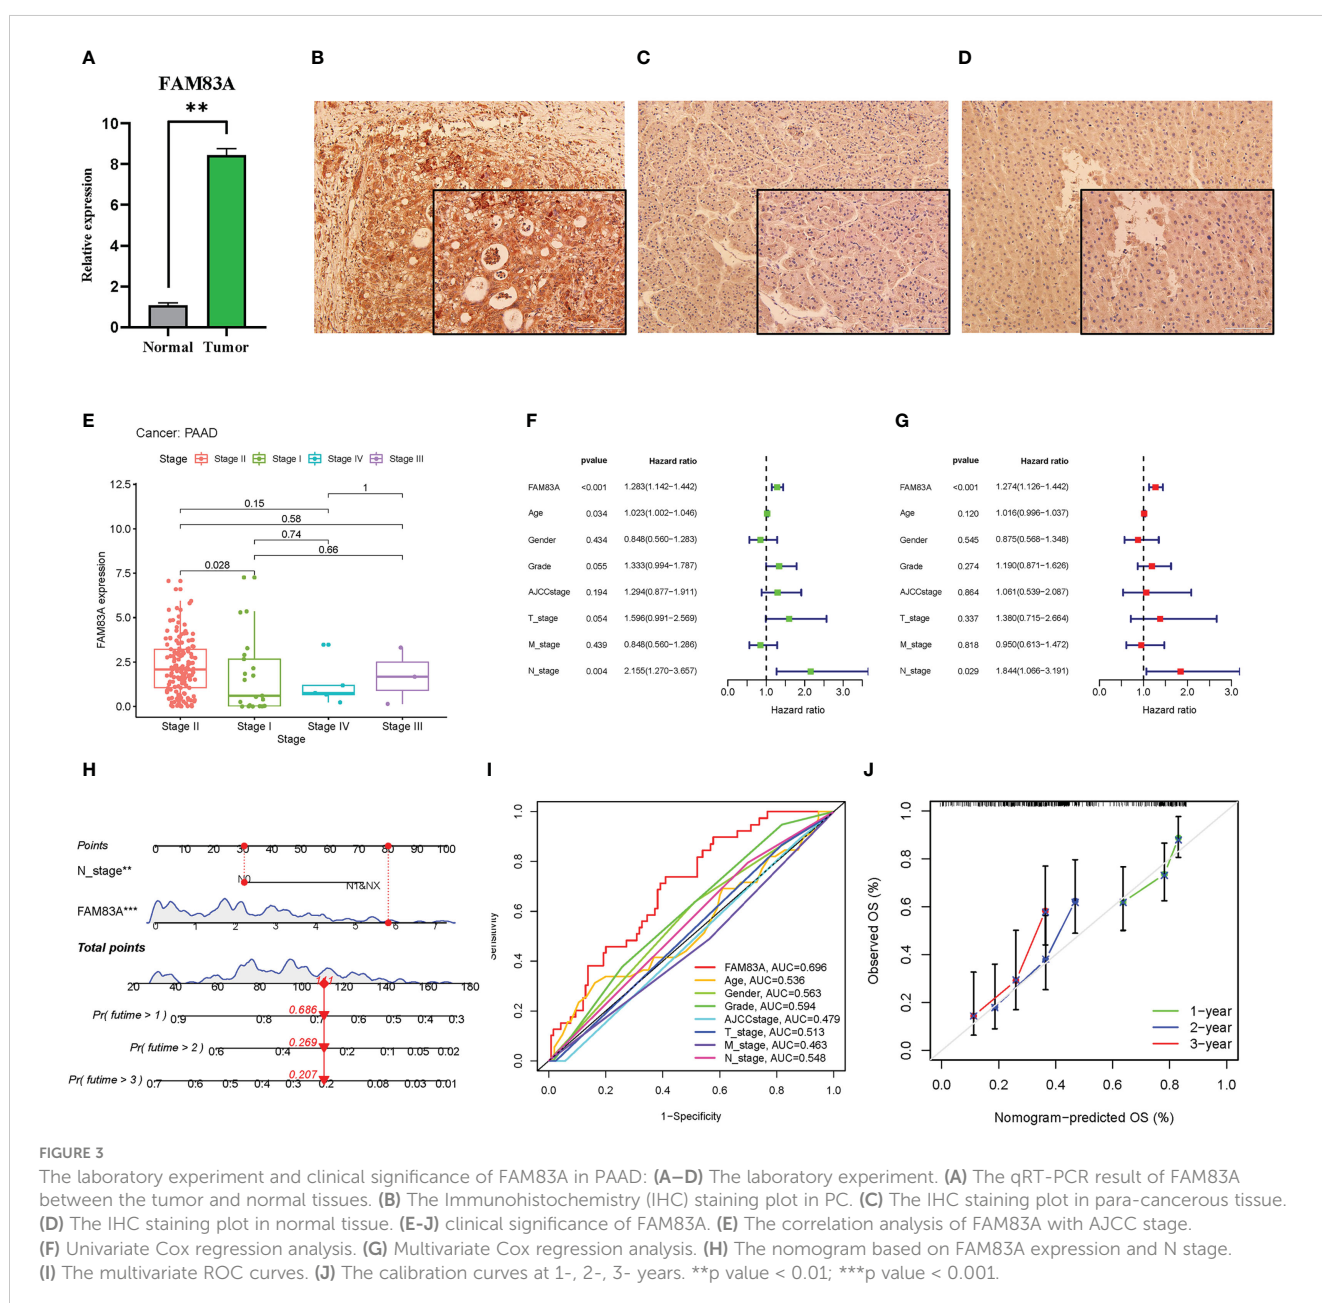 A
B
C
D
FAM83A
**
Relative expression
10
8
6
4
2
0
Normal Tumor
E
Cancer: PAAD
Stage Stage II Stage I Stage IV Stage III
FAM83A expression
12.5
10.0
7.5
5.0
2.5
0.0
1
0.15
0.58
0.74
0.66
0.028
Stage II Stage I Stage IV Stage III
Stage
F
pvalue Hazard ratio
FAM83A <0.001 1.283(1.142−1.442)
Age 0.034 1.023(1.002−1.046)
Gender 0.434 0.848(0.560−1.283)
Grade 0.055 1.333(0.994−1.787)
AJCCstage 0.194 1.294(0.877−1.911)
T_stage 0.054 1.596(0.991−2.569)
M_stage 0.439 0.848(0.560−1.286)
N_stage 0.004 2.155(1.270−3.657)
0.0 1.0 2.0 3.0
Hazard ratio
G
pvalue Hazard ratio
FAM83A <0.001 1.274(1.126−1.442)
Age 0.120 1.016(0.996−1.037)
Gender 0.545 0.875(0.568−1.348)
Grade 0.274 1.190(0.871−1.626)
AJCCstage 0.864 1.061(0.539−2.087)
T_stage 0.337 1.380(0.715−2.664)
M_stage 0.818 0.950(0.613−1.472)
N_stage 0.029 1.844(1.066−3.191)
0.0 1.0 2.0 3.0
Hazard ratio
H
Points 0 10 20 30 40 50 60 70 80 90 100
N_stage**
N0 N1&NX
FAM83A***
0 1 2 3 4 5 6 7
Total points
20 40 60 80 100 120 140 160 180
Pr( futime > 1) 0.9 0.8 0.7 0.6 0.5 0.4 0.3
0.686
Pr( futime > 2) 0.6 0.4 0.2 0.1 0.05 0.02
0.269
Pr( futime > 3) 0.7 0.6 0.5 0.4 0.3 0.2 0.08 0.03 0.01
0.207
I
Sensitivity
1.0
0.8
0.6
0.4
0.2
0.0
FAM83A, AUC=0.696
Age, AUC=0.536
Gender, AUC=0.563
Grade, AUC=0.594
AJCCstage, AUC=0.479
T_stage, AUC=0.513
M_stage, AUC=0.463
N_stage, AUC=0.548
0.0 0.2 0.4 0.6 0.8 1.0
1−Specificity
J
Observed OS (%)
1.0
0.8
0.6
0.4
0.2
0.0
1−year
2−year
3−year
0.0 0.2 0.4 0.6 0.8 1.0
Nomogram−predicted OS (%)
FIGURE 3
The laboratory experiment and clinical significance of FAM83A in PAAD: (A–D) The laboratory experiment. (A) The qRT-PCR result of FAM83A
between the tumor and normal tissues. (B) The Immunohistochemistry (IHC) staining plot in PC. (C) The IHC staining plot in para-cancerous tissue.
(D) The IHC staining plot in normal tissue. (E-J) clinical significance of FAM83A. (E) The correlation analysis of FAM83A with AJCC stage.
(F) Univariate Cox regression analysis. (G) Multivariate Cox regression analysis. (H) The nomogram based on FAM83A expression and N stage.
(I) The multivariate ROC curves. (J) The calibration curves at 1-, 2-, 3- years. **p value < 0.01; ***p value < 0.001.